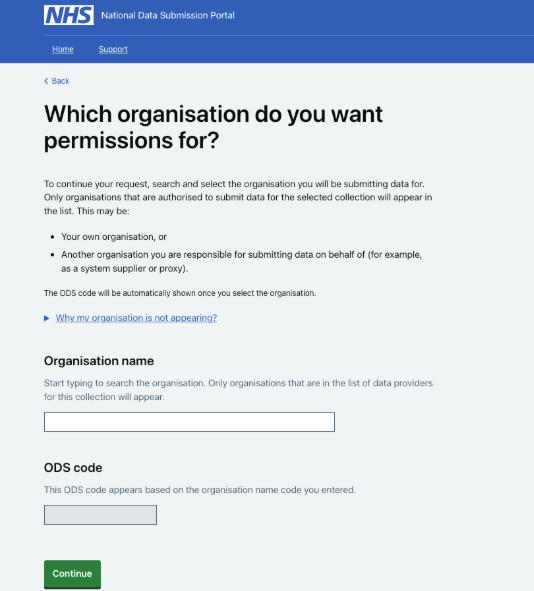 NHS National Data Submission Portal
Home Support
Back
Which organisation do you want
permissions for?
To continue your request, search and select the organisation you will be submitting data for.
Only organisations that are authorised to submit data for the selected collection will appear in
the list. This may be:
• Your own organisation, or
• Another organisation you are responsible for submitting data on behalf of (for example,
as a system supplier or proxy).
The ODS code will be automatically shown once you select the organisation.
Why my organisation is not appearing?
Organisation name
Start typing to search the organisation. Only organisations that are in the list of data providers
for this collection will appear.
ODS code
This ODS code appears based on the organisation name code you entered.
Continue